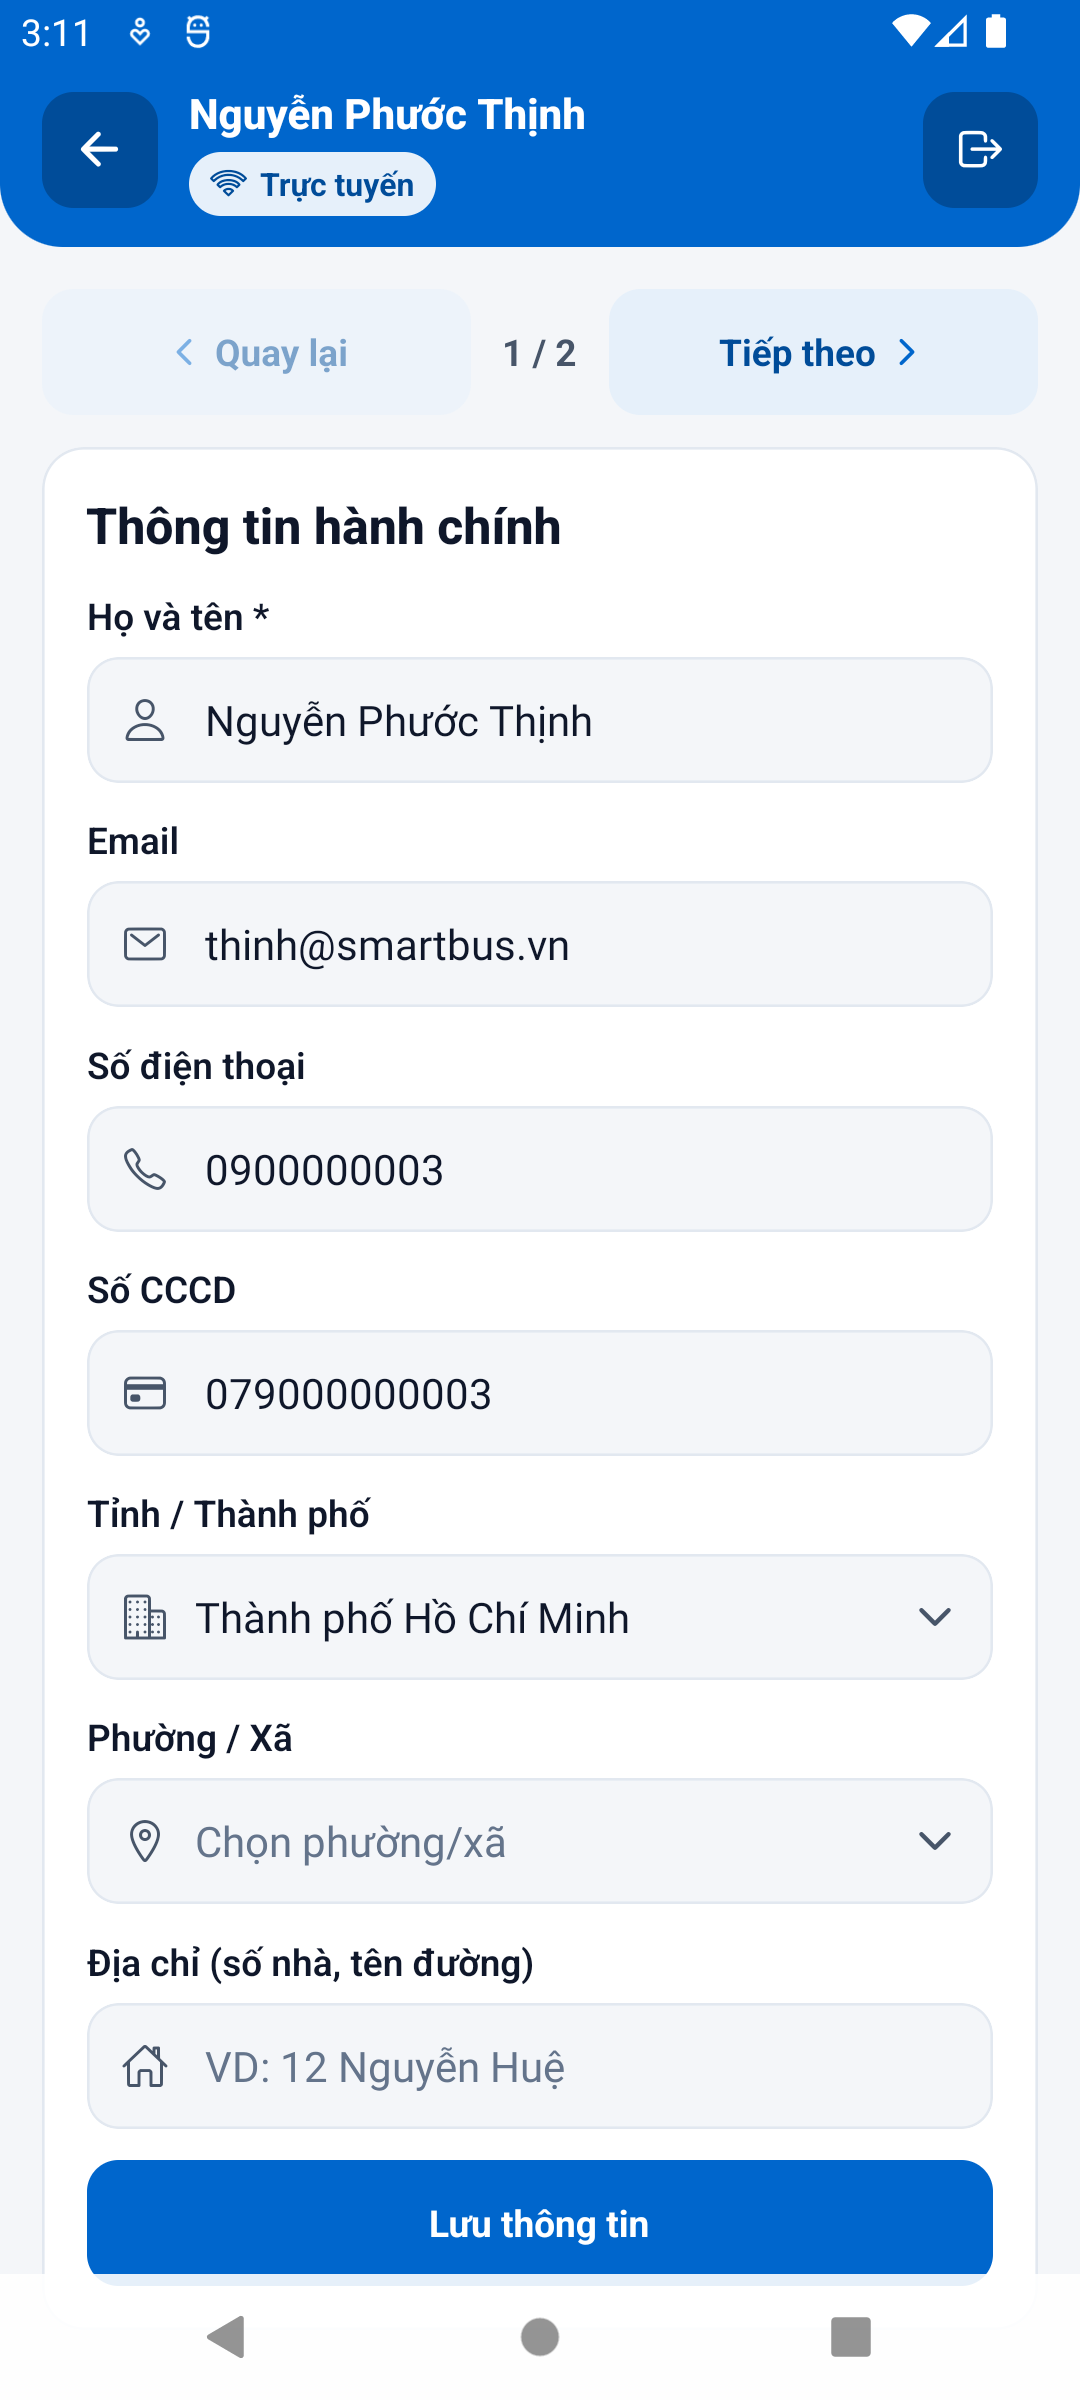 3:11
Nguyễn Phước Thịnh
Trực tuyến
Quay lại
1 / 2
Tiếp theo
Thông tin hành chính
Họ và tên *
Nguyễn Phước Thịnh
Email
thinh@smartbus.vn
Số điện thoại
0900000003
Số CCCD
079000000003
Tỉnh / Thành phố
Thành phố Hồ Chí Minh
Phường / Xã
Chọn phường/xã
Địa chỉ (số nhà, tên đường)
VD: 12 Nguyễn Huệ
Lưu thông tin